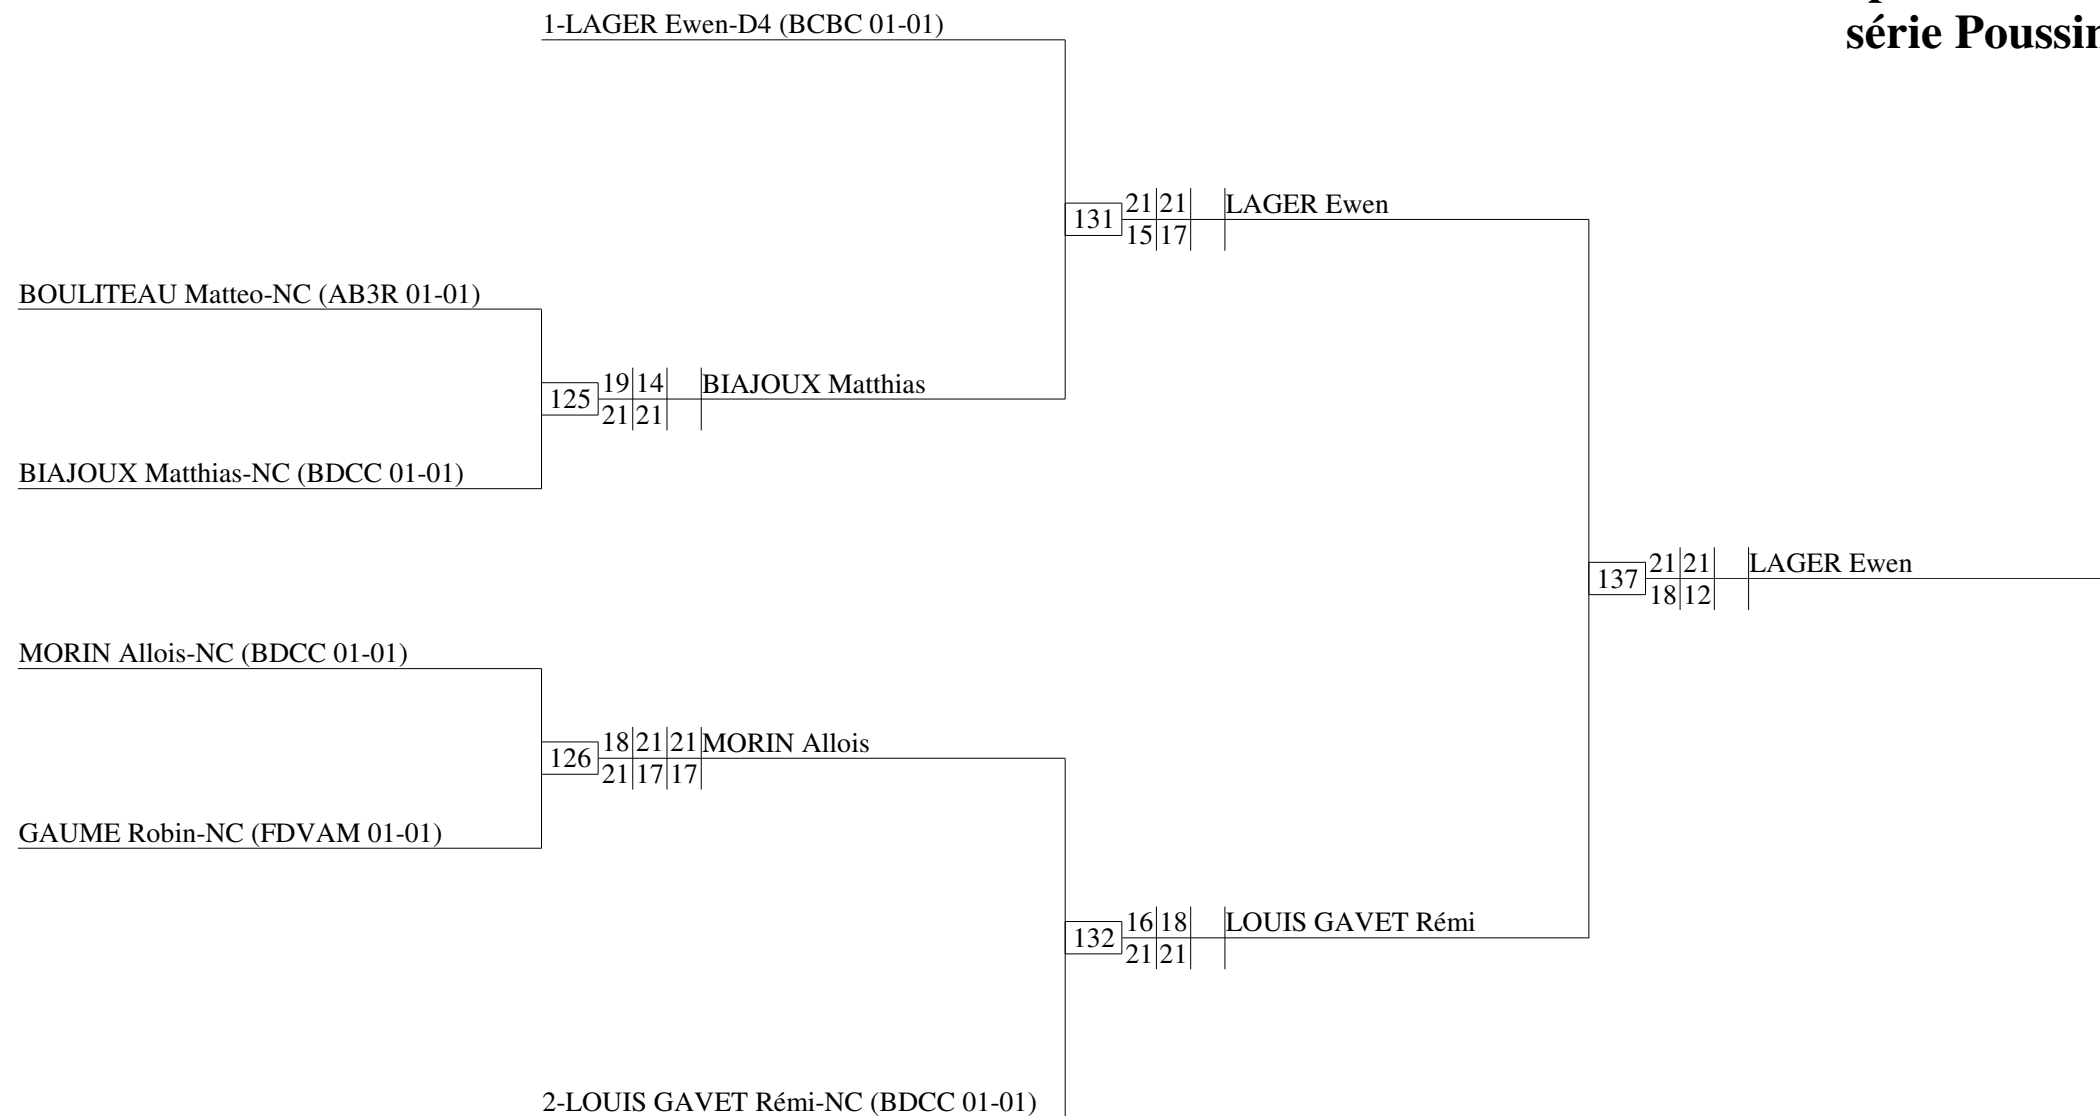 série Poussin
1-LAGER Ewen-D4 (BCBC 01-01)
131
21 21
15 17
LAGER Ewen
BOULITEAU Matteo-NC (AB3R 01-01)
125
19 14
21 21
BIAJOUX Matthias
BIAJOUX Matthias-NC (BDCC 01-01)
137
21 21
18 12
LAGER Ewen
MORIN Allois-NC (BDCC 01-01)
126
18 21 21
21 17 17
MORIN Allois
GAUME Robin-NC (FDVAM 01-01)
132
16 18
21 21
LOUIS GAVET Rémi
2-LOUIS GAVET Rémi-NC (BDCC 01-01)